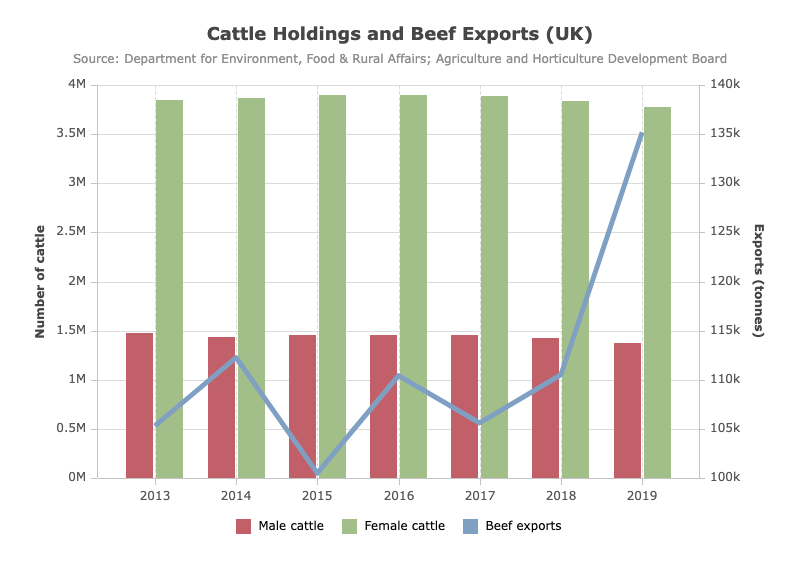 Cattle Holdings and Beef Exports (UK)
Source: Department for Environment, Food & Rural Affairs; Agriculture and Horticulture Development Board
Number of cattle
4M
3.5M
3M
2.5M
2M
1.5M
1M
0.5M
0M
140k
135k
130k
125k
120k
115k
110k
105k
100k
Exports (tonnes)
2013 2014 2015 2016 2017 2018 2019
Male cattle Female cattle Beef exports